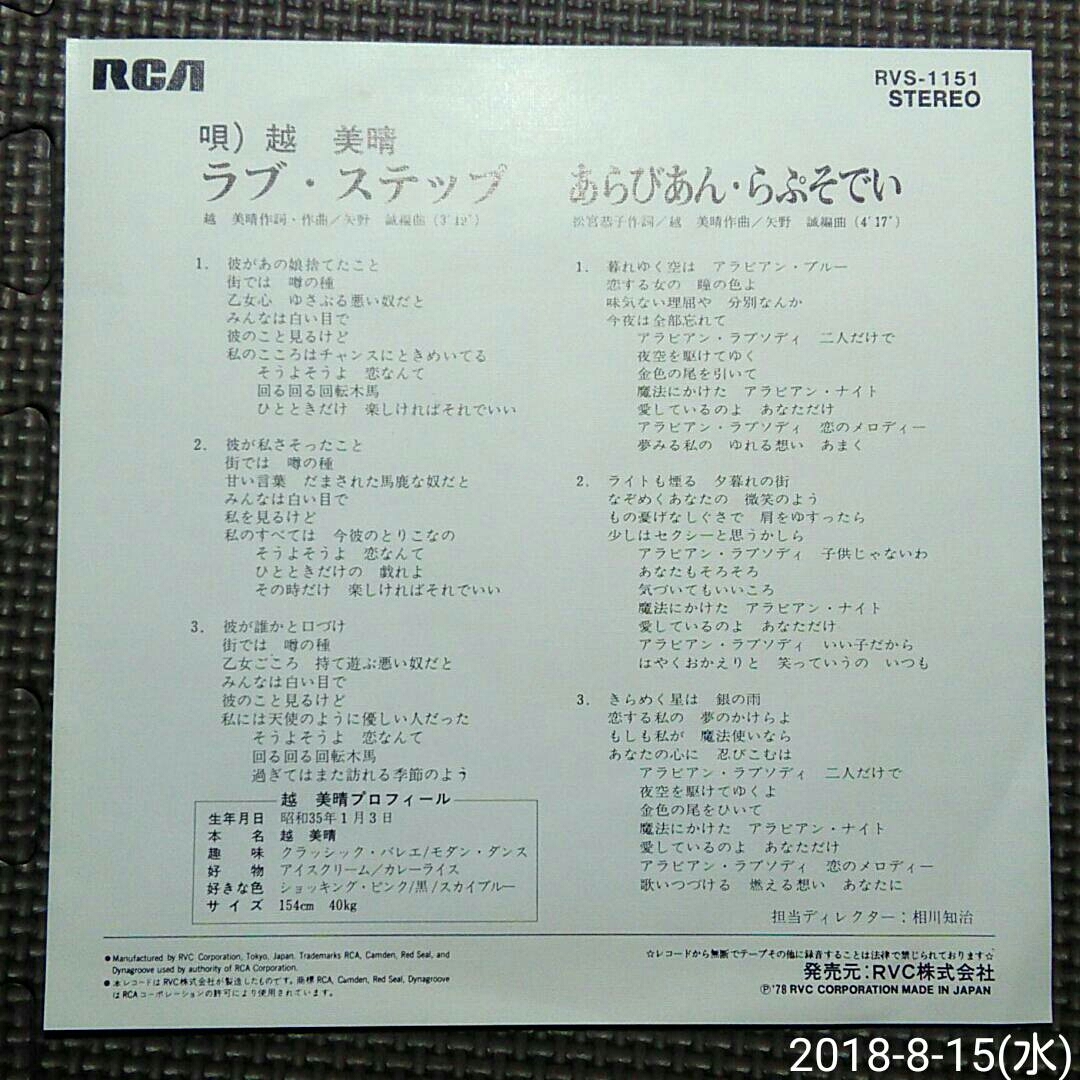 RCA
RVS-1151
STEREO
唄) 越 美晴
ラブ・ステップ
越 美晴作詞・作曲/矢野 誠編曲 (3'19")
1. 彼があの娘捨てたこと
街では 噂の種
乙女心 ゆさぶる悪い奴だと
みんなは白い目で
彼のこと見るけど
私のこころはチャンスにときめいてる
そうよそうよ 恋なんて
回る回る回転木馬
ひとときだけ 楽しければそれでいい
2. 彼が私さそったこと
街では 噂の種
甘い言葉 だまされた馬鹿な奴だと
みんなは白い目で
私を見るけど
私のすべては 今彼のとりこなの
そうよそうよ 恋なんて
ひとときだけの 戯れよ
その時だけ 楽しければそれでいい
3. 彼が誰かと口づけ
街では 噂の種
乙女ごころ 持て遊ぶ悪い奴だと
みんなは白い目で
彼のこと見るけど
私には天使のように優しい人だった
そうよそうよ 恋なんて
回る回る回転木馬
過ぎてはまた訪れる季節のよう
越 美晴プロフィール
生年月日 昭和35年1月3日
本名 越 美晴
趣味 クラッシック・バレエ/モダン・ダンス
好物 アイスクリーム/カレーライス
好きな色 ショッキング・ピンク/黒/スカイブルー
サイズ 154cm 40kg
あらびあん・らぷそでい
松宮恭子作詞/越 美晴作曲/矢野 誠編曲 (4'17")
1. 暮れゆく空は アラビアン・ブルー
恋する女の 瞳の色よ
味気ない理屈や 分別なんか
今夜は全部忘れて
アラビアン・ラプソディ 二人だけで
夜空を駆けてゆく
金色の尾を引いて
魔法にかけた アラビアン・ナイト
愛しているのよ あなただけ
アラビアン・ラプソディ 恋のメロディー
夢みる私の ゆれる想い あまく
2. ライトも煙る 夕暮れの街
なぞめくあなたの 微笑のよう
もの憂げなしぐさで 肩をゆすったら
少しはセクシーと思うかしら
アラビアン・ラプソディ 子供じゃないわ
あなたもそろそろ
気づいてもいいころ
魔法にかけた アラビアン・ナイト
愛しているのよ あなただけ
アラビアン・ラプソディ いい子だから
はやくおかえりと 笑っていうの いつも
3. きらめく星は 銀の雨
恋する私の 夢のかけらよ
もしも私が 魔法使いなら
あなたの心に 忍びこむは
アラビアン・ラプソディ 二人だけで
夜空を駆けてゆくよ
金色の尾をひいて
魔法にかけた アラビアン・ナイト
愛しているのよ あなただけ
アラビアン・ラプソディ 恋のメロディー
歌いつづける 燃える想い あなたに
担当ディレクター:相川知治
●Manufactured by RVC Corporation, Tokyo, Japan. Trademarks RCA, Camden, Red Seal, and
Dynagroove used by authority of RCA Corporation.
●本レコードはRVC株式会社が製造したものです。商標RCA, Camden, Red Seal, Dynagroove
はRCAコーポレーションの許可により使用されています。
☆レコードから無断でテープその他に録音することは法律で禁じられております☆
発売元:RVC株式会社
Ⓟ'78 RVC CORPORATION MADE IN JAPAN
2018-8-15(水)